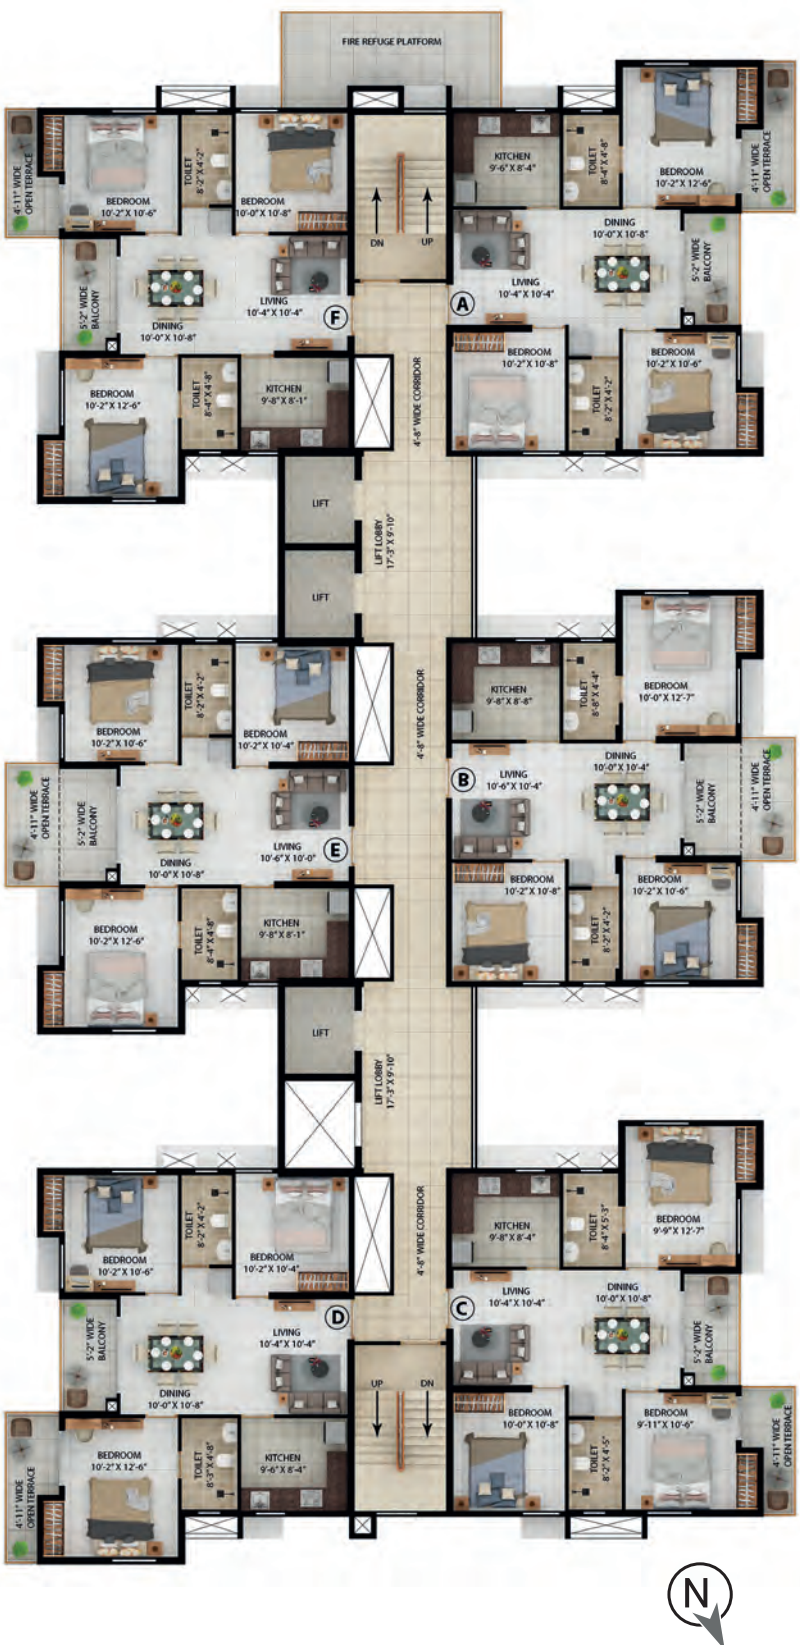 FIRE REFUGE PLATFORM
4'-11" WIDE
OPEN TERRACE
BEDROOM
10'-2" X 10'-6"
TOILET
8'-2" X 4'-2"
BEDROOM
10'-0" X 10'-8"
DN
UP
KITCHEN
9'-6" X 8'-4"
TOILET
8'-4" X 4'-8"
BEDROOM
10'-2" X 12'-6"
4'-11" WIDE
OPEN TERRACE
5'-2" WIDE
BALCONY
DINING
10'-0" X 10'-8"
LIVING
10'-4" X 10'-4"
F
A
LIVING
10'-4" X 10'-4"
DINING
10'-0" X 10'-8"
5'-2" WIDE
BALCONY
BEDROOM
10'-2" X 12'-6"
TOILET
8'-4" X 4'-8"
KITCHEN
9'-8" X 8'-1"
4'-8" WIDE CORRIDOR
BEDROOM
10'-2" X 10'-8"
TOILET
8'-2" X 4'-2"
BEDROOM
10'-2" X 10'-6"
LIFT
LIFT LOBBY
17'-3" X 9'-10"
LIFT
BEDROOM
10'-2" X 10'-6"
TOILET
8'-2" X 4'-2"
BEDROOM
10'-2" X 10'-4"
4'-8" WIDE CORRIDOR
KITCHEN
9'-8" X 8'-8"
TOILET
8'-8" X 4'-4"
BEDROOM
10'-0" X 12'-7"
4'-11" WIDE
OPEN TERRACE
5'-2" WIDE
BALCONY
DINING
10'-0" X 10'-8"
LIVING
10'-6" X 10'-0"
E
B
LIVING
10'-6" X 10'-4"
DINING
10'-0" X 10'-4"
5'-2" WIDE
BALCONY
4'-11" WIDE
OPEN TERRACE
BEDROOM
10'-2" X 12'-6"
TOILET
8'-4" X 4'-8"
KITCHEN
9'-8" X 8'-1"
BEDROOM
10'-2" X 10'-8"
TOILET
8'-2" X 4'-2"
BEDROOM
10'-2" X 10'-6"
LIFT
LIFT LOBBY
17'-3" X 9'-10"
BEDROOM
10'-2" X 10'-6"
TOILET
8'-2" X 4'-2"
BEDROOM
10'-2" X 10'-4"
4'-8" WIDE CORRIDOR
KITCHEN
9'-8" X 8'-4"
TOILET
8'-4" X 5'-3"
BEDROOM
9'-9" X 12'-7"
5'-2" WIDE
BALCONY
DINING
10'-0" X 10'-8"
LIVING
10'-4" X 10'-4"
D
C
LIVING
10'-4" X 10'-4"
DINING
10'-0" X 10'-8"
5'-2" WIDE
BALCONY
4'-11" WIDE
OPEN TERRACE
BEDROOM
10'-2" X 12'-6"
TOILET
8'-3" X 4'-8"
KITCHEN
9'-6" X 8'-4"
UP
DN
BEDROOM
10'-0" X 10'-8"
TOILET
8'-2" X 4'-5"
BEDROOM
9'-11" X 10'-6"
4'-11" WIDE
OPEN TERRACE
N